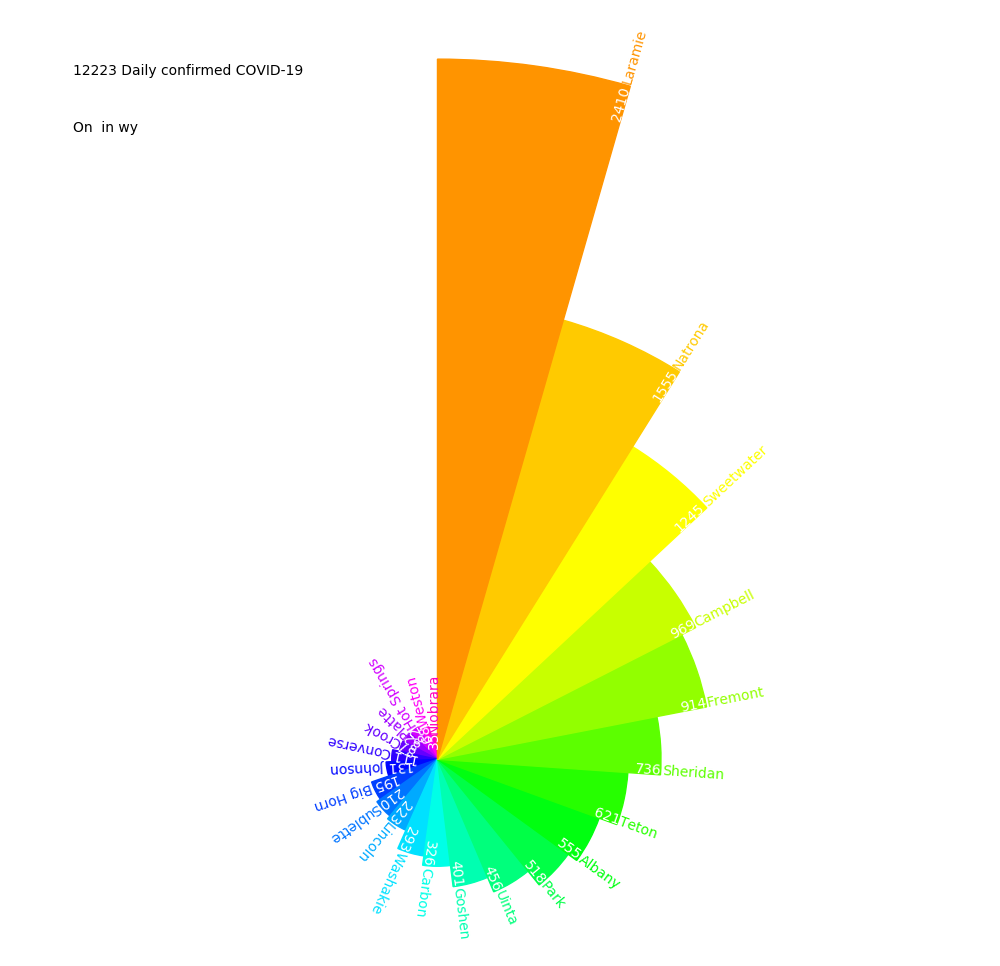 12223 Daily confirmed COVID-19
On  in wy
2410 Laramie
1555 Natrona
1245 Sweetwater
969 Campbell
914 Fremont
736 Sheridan
621 Teton
555 Albany
518 Park
456 Uinta
401 Goshen
326 Carbon
293 Washakie
223 Lincoln
210 Sublette
195 Big Horn
131 Johnson
Converse
Crook
Platte
Hot Springs
Weston
35 Niobrara